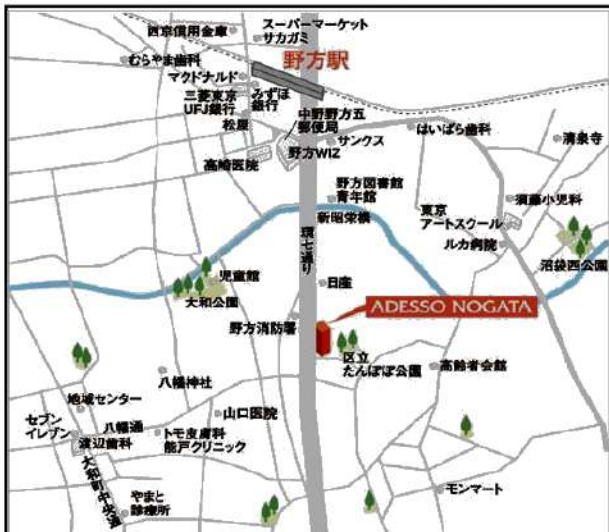 西京信用金庫
スーパーマーケット
サカガミ
むらやま歯科
野方駅
マクドナルド
みずほ
銀行
三菱東京
UFJ銀行
中野野方五
郵便局
松屋
サンクス
はいばら歯科
清泉寺
高崎医院
野方WIZ
野方図書館
青年館
須藤小児科
東京
アートスクール
新昭栄橋
ルカ病院
環七通り
沼袋西公園
児童館
日産
大和公園
ADESSO NOGATA
野方消防署
区立
たんぽぽ公園
高齢者会館
八幡神社
地域センター
山口医院
セブン
イレブン
八幡通
渡辺歯科
トモ皮膚科
能戸クリニック
大和町中央通
やまと
診療所
モンマート